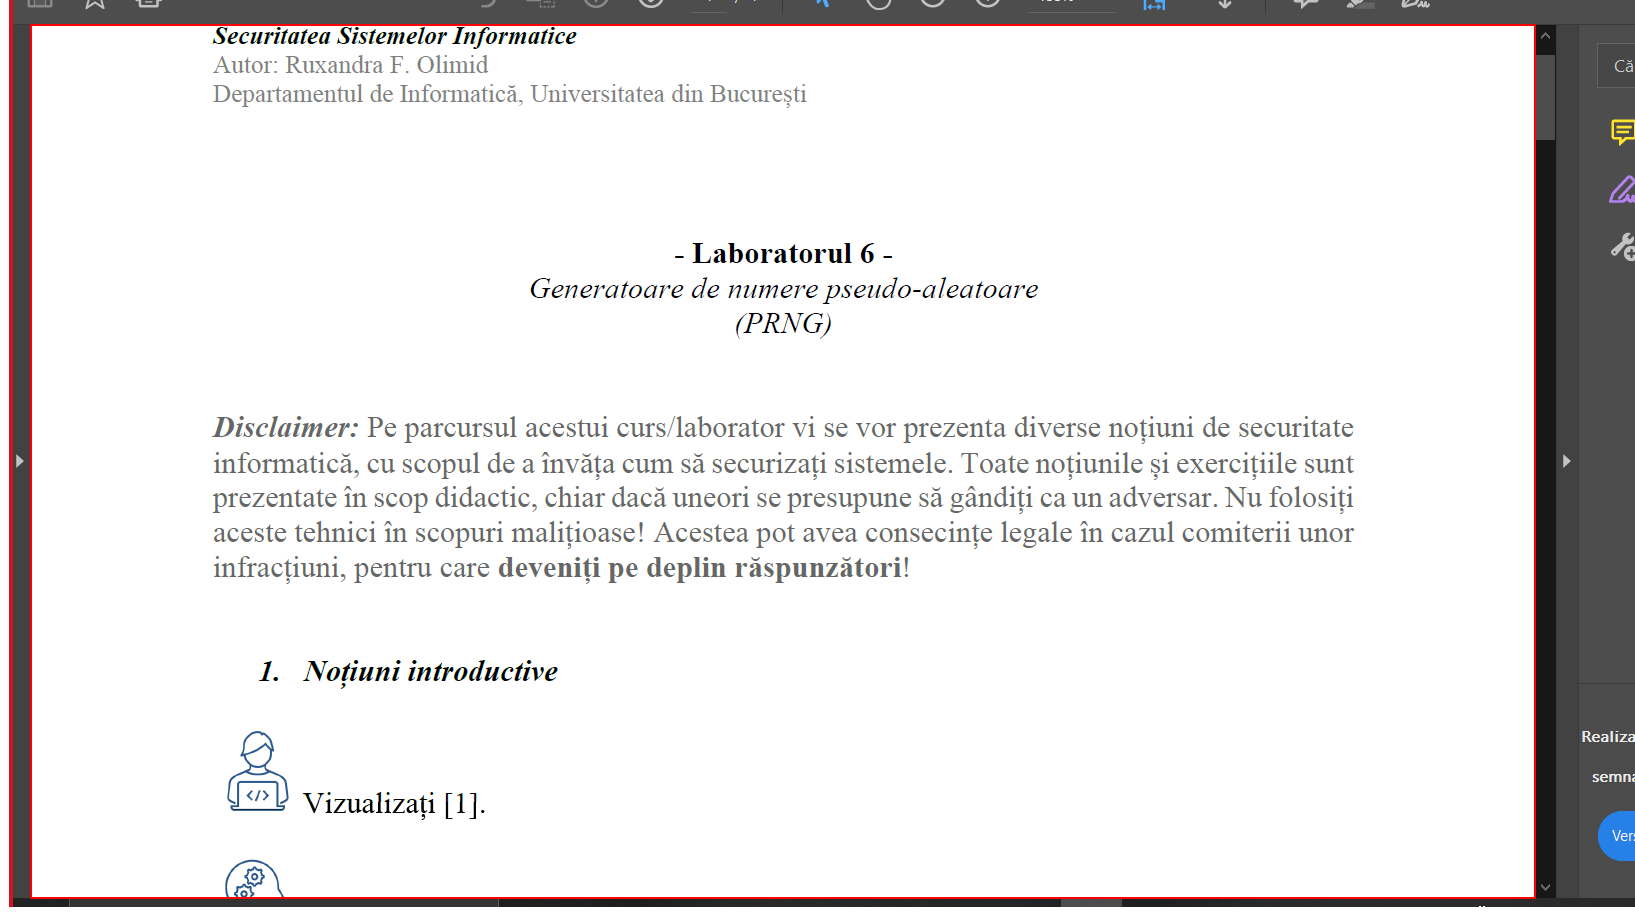 Securitatea Sistemelor Informatice
Autor: Ruxandra F. Olimid
Departamentul de Informatică, Universitatea din București
- Laboratorul 6 -
Generatoare de numere pseudo-aleatoare
(PRNG)
Disclaimer: Pe parcursul acestui curs/laborator vi se vor prezenta diverse noțiuni de securitate
informatică, cu scopul de a învăța cum să securizați sistemele. Toate noțiunile și exercițiile sunt
prezentate în scop didactic, chiar dacă uneori se presupune să gândiți ca un adversar. Nu folosiți
aceste tehnici în scopuri malițioase! Acestea pot avea consecințe legale în cazul comiterii unor
infracțiuni, pentru care deveniți pe deplin răspunzători!
1. Noțiuni introductive
</>
Vizualizați [1].
Că
Realiza
semna
Vers